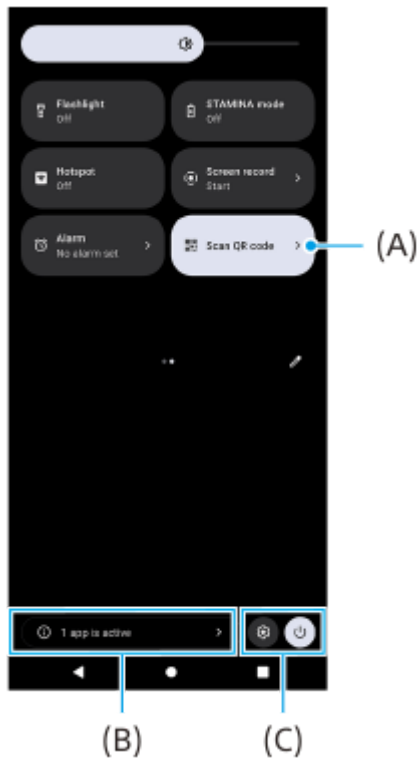 Flashlight
Off
STAMINA mode
Off
Hotspot
Off
Screen record
Start
Alarm
No alarm set
Scan QR code
(A)
1 app is active
(B)
(C)